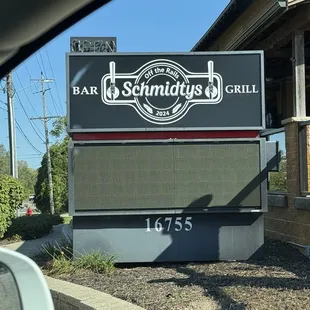 Off the Rails
BAR Schmidtys GRILL
2024
16755